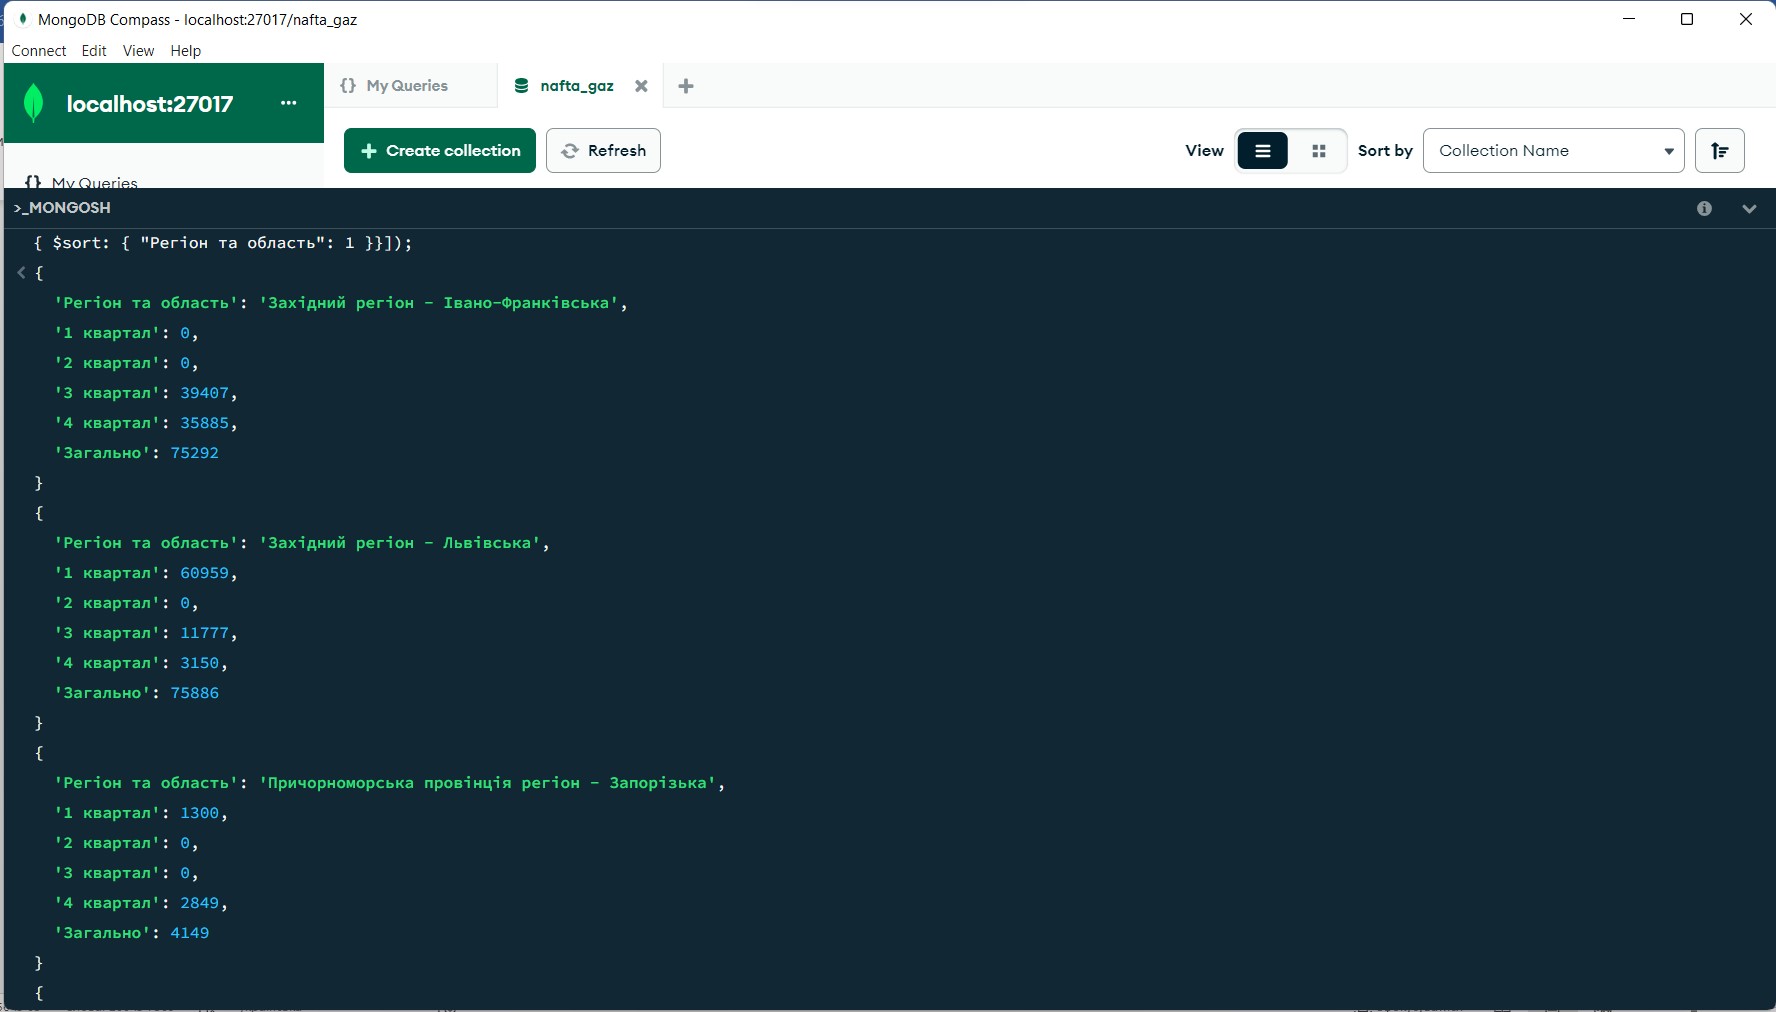 MongoDB Compass - localhost:27017/nafta_gaz
Connect Edit View Help
localhost:27017 ...
{} My Queries
nafta_gaz
Create collection
Refresh
View
Sort by
Collection Name
{} My Queries
>_MONGOSH
{ $sort: { "Регіон та область": 1 }}]);
< {
'Регіон та область': 'Західний регіон - Івано-Франківська',
'1 квартал': 0,
'2 квартал': 0,
'3 квартал': 39407,
'4 квартал': 35885,
'Загально': 75292
}
{
'Регіон та область': 'Західний регіон - Львівська',
'1 квартал': 60959,
'2 квартал': 0,
'3 квартал': 11777,
'4 квартал': 3150,
'Загально': 75886
}
{
'Регіон та область': 'Причорноморська провінція регіон - Запорізька',
'1 квартал': 1300,
'2 квартал': 0,
'3 квартал': 0,
'4 квартал': 2849,
'Загально': 4149
}
{